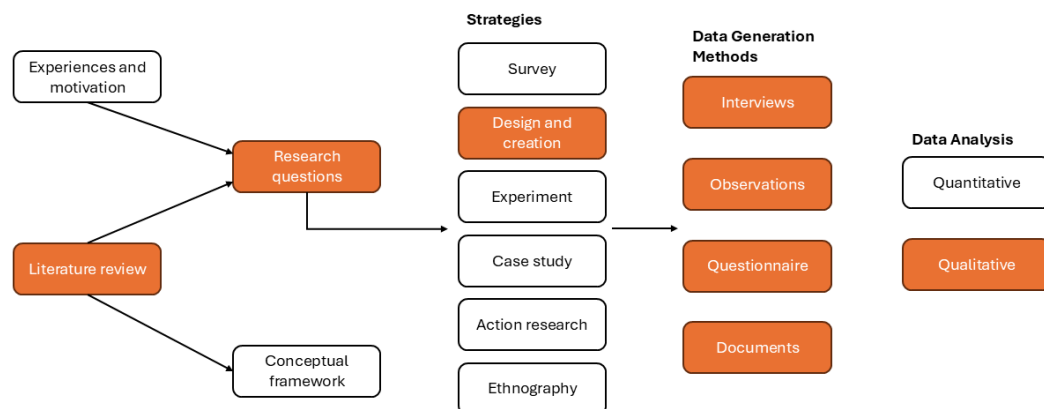 Strategies
Data Generation
Methods
Experiences and
motivation
Survey
Interviews
Design and
creation
Data Analysis
Research
questions
Quantitative
Experiment
Observations
Literature review
Case study
Questionnaire
Qualitative
Action research
Documents
Conceptual
framework
Ethnography